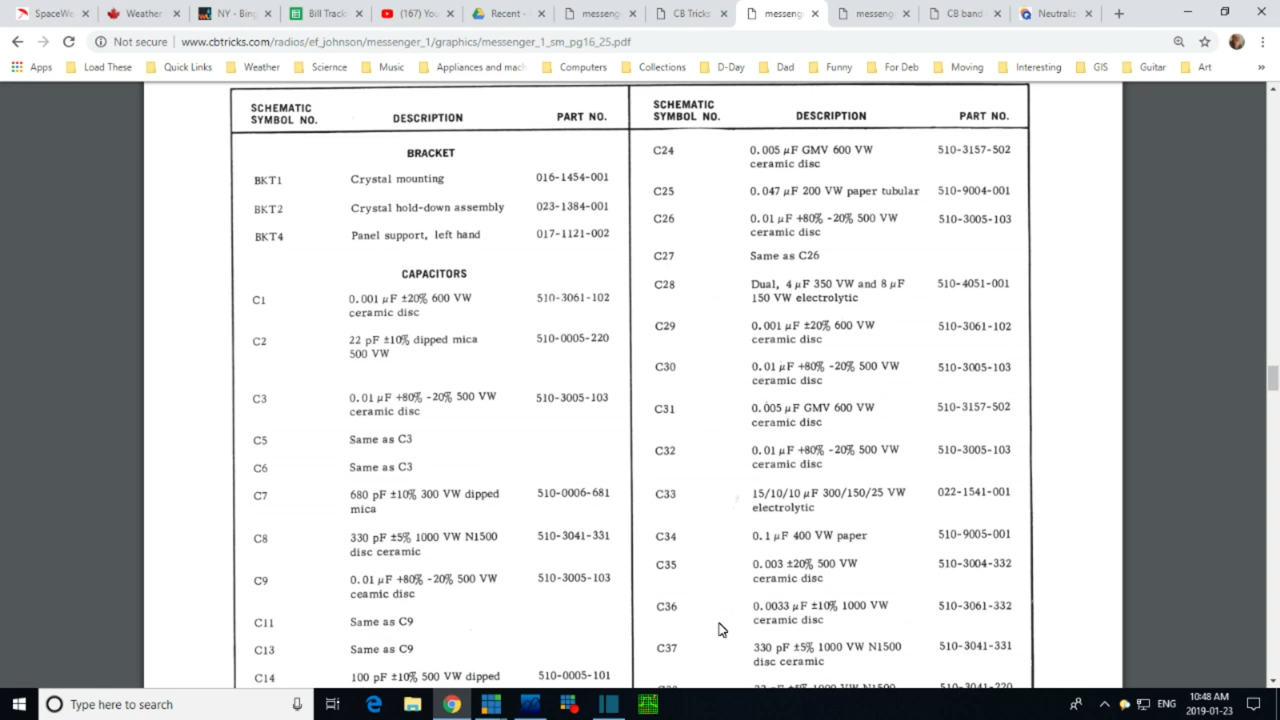 SpaceW
Weather
NY - Bing
Bill Track
(167) You
Recent -
messeng
CB Tricks
messeng
messeng
CB band
Neutraliz
Not secure | www.cbtricks.com/radios/ef_johnson/messenger_1/graphics/messenger_1_sm_pg16_25.pdf
Apps
Load These
Quick Links
Weather
Science
Music
Appliances and mach
Computers
Collections
D-Day
Dad
Funny
For Deb
Moving
Interesting
GIS
Guitar
Art
»
SCHEMATIC SYMBOL NO. DESCRIPTION PART NO.
BRACKET
BKT1 Crystal mounting 016-1454-001
BKT2 Crystal hold-down assembly 023-1384-001
BKT4 Panel support, left hand 017-1121-002
CAPACITORS
C1 0.001 µF ±20% 600 VW 510-3061-102
ceramic disc
C2 22 pF ±10% dipped mica 510-0005-220
500 VW
C3 0.01 µF +80% -20% 500 VW 510-3005-103
ceramic disc
C5 Same as C3
C6 Same as C3
C7 680 pF ±10% 300 VW dipped 510-0006-681
mica
C8 330 pF ±5% 1000 VW N1500 510-3041-331
disc ceramic
C9 0.01 µF +80% -20% 500 VW 510-3005-103
ceamic disc
C11 Same as C9
C13 Same as C9
C14 100 pF ±10% 500 VW dipped 510-0005-101
SCHEMATIC SYMBOL NO. DESCRIPTION PART NO.
C24 0.005 µF GMV 600 VW 510-3157-502
ceramic disc
C25 0.047 µF 200 VW paper tubular 510-9004-001
C26 0.01 µF +80% -20% 500 VW 510-3005-103
ceramic disc
C27 Same as C26
C28 Dual, 4 µF 350 VW and 8 µF 510-4051-001
150 VW electrolytic
C29 0.001 µF ±20% 600 VW 510-3061-102
ceramic disc
C30 0.01 µF +80% -20% 500 VW 510-3005-103
ceramic disc
C31 0.005 µF GMV 600 VW 510-3157-502
ceramic disc
C32 0.01 µF +80% -20% 500 VW 510-3005-103
ceramic disc
C33 15/10/10 µF 300/150/25 VW 022-1541-001
electrolytic
C34 0.1 µF 400 VW paper 510-9005-001
C35 0.003 ±20% 500 VW 510-3004-332
ceramic disc
C36 0.0033 µF ±10% 1000 VW 510-3061-332
ceramic disc
C37 330 pF ±5% 1000 VW N1500 510-3041-331
disc ceramic
510-3041-220
Type here to search
ENG
10:48 AM
2019-01-23